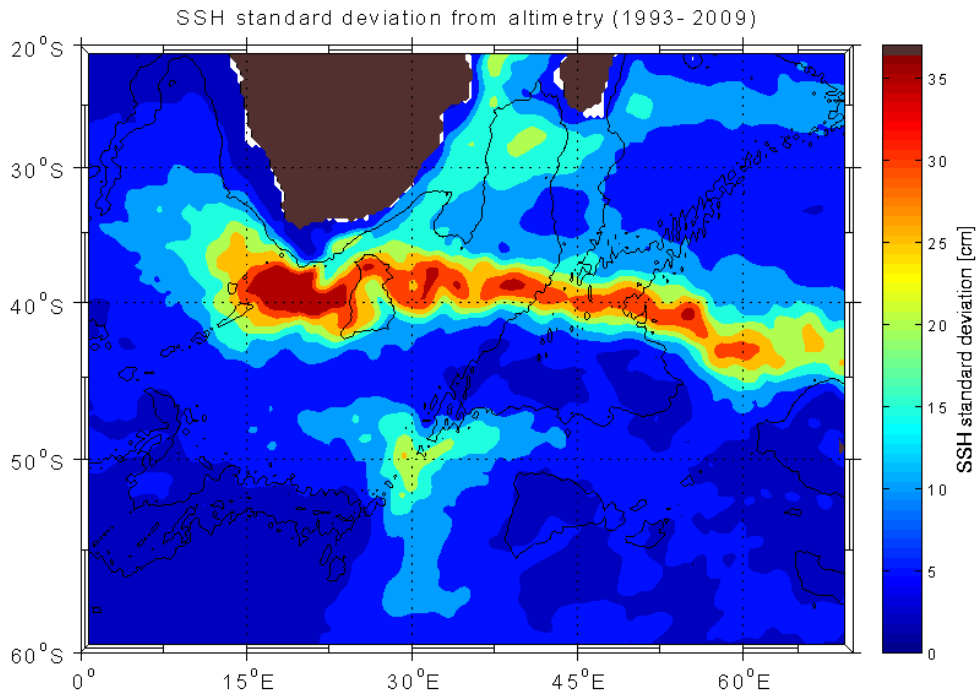 SSH standard deviation from altimetry (1993-2009)
20°S
30°S
40°S
50°S
60°S
0°
15°E
30°E
45°E
60°E
35
30
25
20
15
10
5
0
SSH standard deviation [cm]